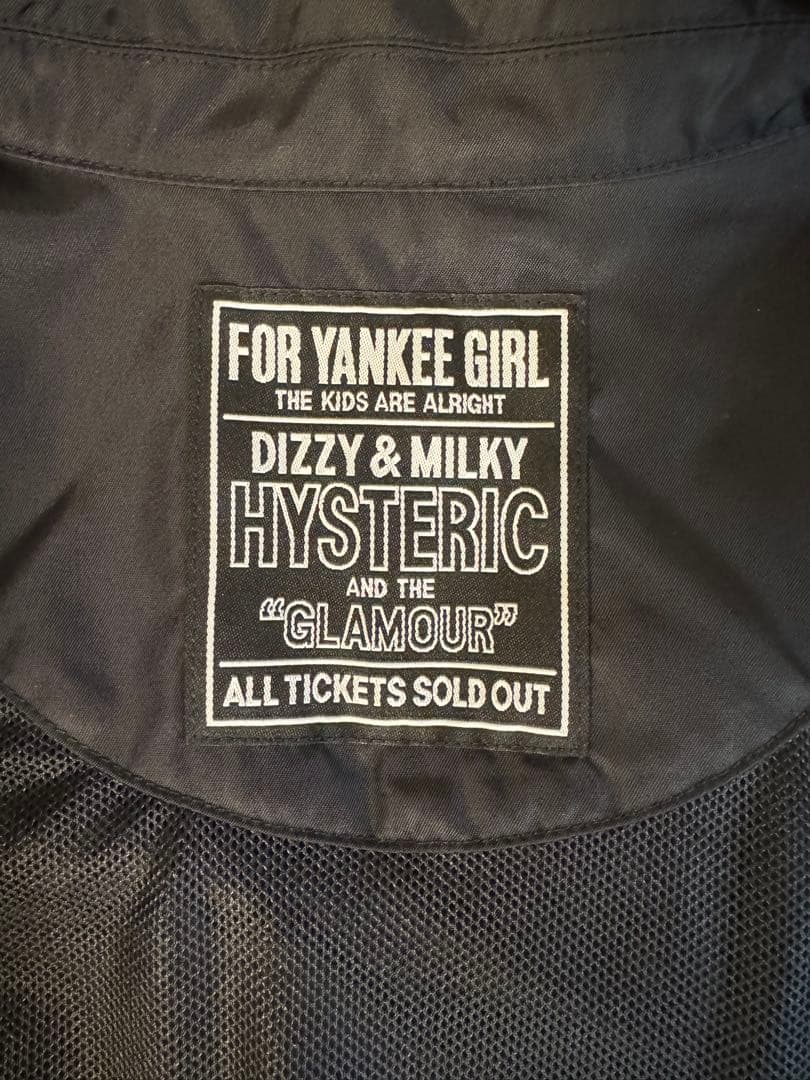 FOR YANKEE GIRL
THE KIDS ARE ALRIGHT
DIZZY & MILKY
HYSTERIC
AND THE
“GLAMOUR”
ALL TICKETS SOLD OUT